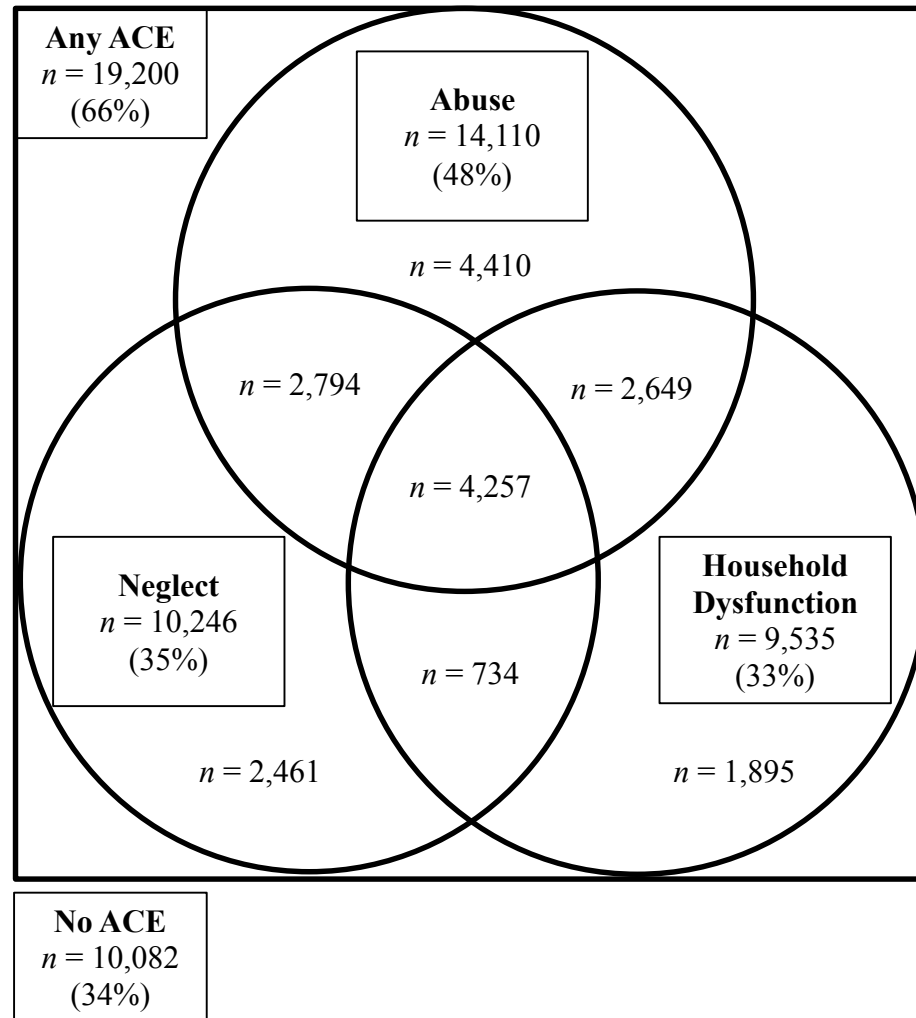 Any ACE
n = 19,200
(66%)
Abuse
n = 14,110
(48%)
n = 4,410
n = 2,794
n = 2,649
n = 4,257
Neglect
n = 10,246
(35%)
Household
Dysfunction
n = 9,535
(33%)
n = 734
n = 2,461
n = 1,895
No ACE
n = 10,082
(34%)